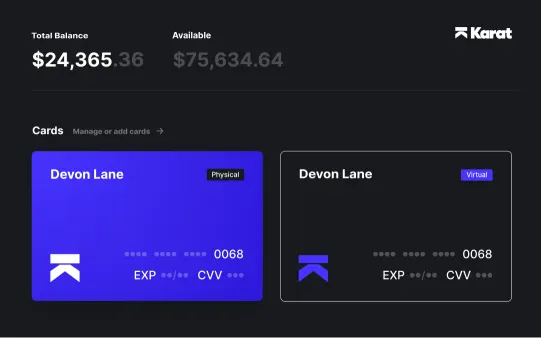 Total Balance
Available
Karat
$24,365.36
$75,634.64
Cards Manage or add cards →
Devon Lane
Physical
Devon Lane
Virtual
•••• •••• •••• 0068
EXP ••/•• CVV •••
•••• •••• •••• 0068
EXP ••/•• CVV •••